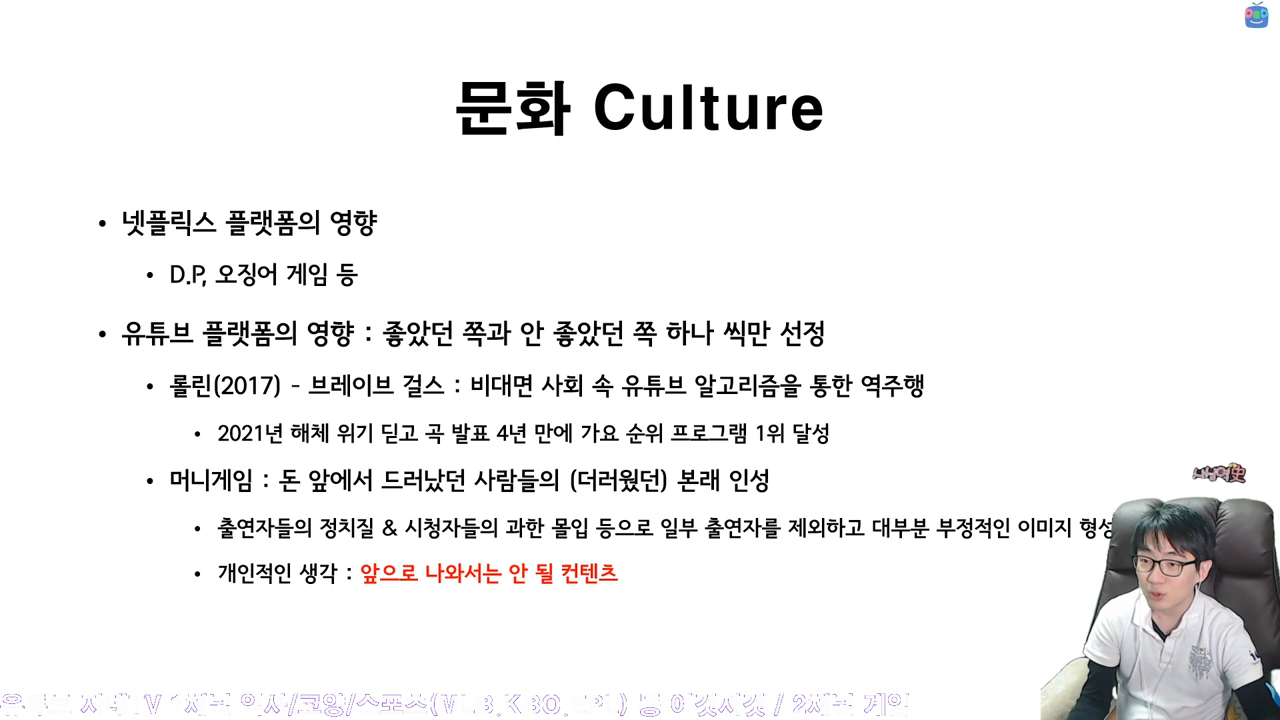 문화 Culture
• 넷플릭스 플랫폼의 영향
• D.P, 오징어 게임 등
• 유튜브 플랫폼의 영향 : 좋았던 쪽과 안 좋았던 쪽 하나 씩만 선정
• 롤린(2017) - 브레이브 걸스 : 비대면 사회 속 유튜브 알고리즘을 통한 역주행
• 2021년 해체 위기 딛고 곡 발표 4년 만에 가요 순위 프로그램 1위 달성
• 머니게임 : 돈 앞에서 드러났던 사람들의 (더러웠던) 본래 인성
• 출연자들의 정치질 & 시청자들의 과한 몰입 등으로 일부 출연자를 제외하고 대부분 부정적인 이미지 형성
• 개인적인 생각 : 앞으로 나와서는 안 될 컨텐츠